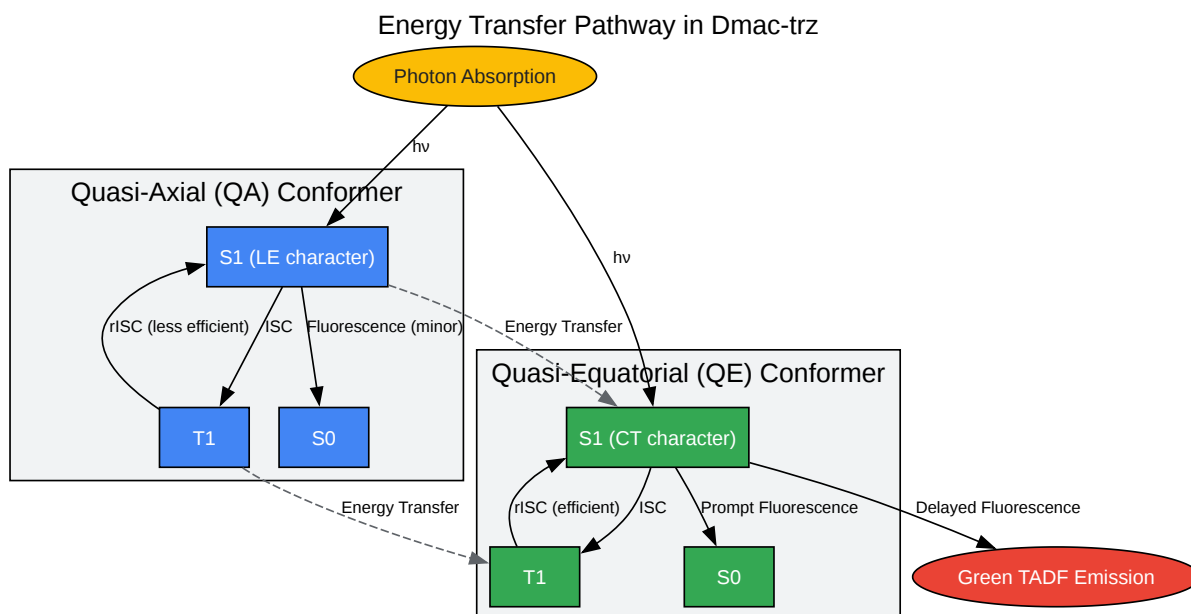 Energy Transfer Pathway in Dmac-trz
Photon Absorption
hν
Quasi-Axial (QA) Conformer
S1 (LE character)
hν
rISC (less efficient)
ISC
Fluorescence (minor)
Energy Transfer
Quasi-Equatorial (QE) Conformer
T1
S0
S1 (CT character)
Energy Transfer
rISC (efficient)
ISC
Prompt Fluorescence
Delayed Fluorescence
T1
S0
Green TADF Emission